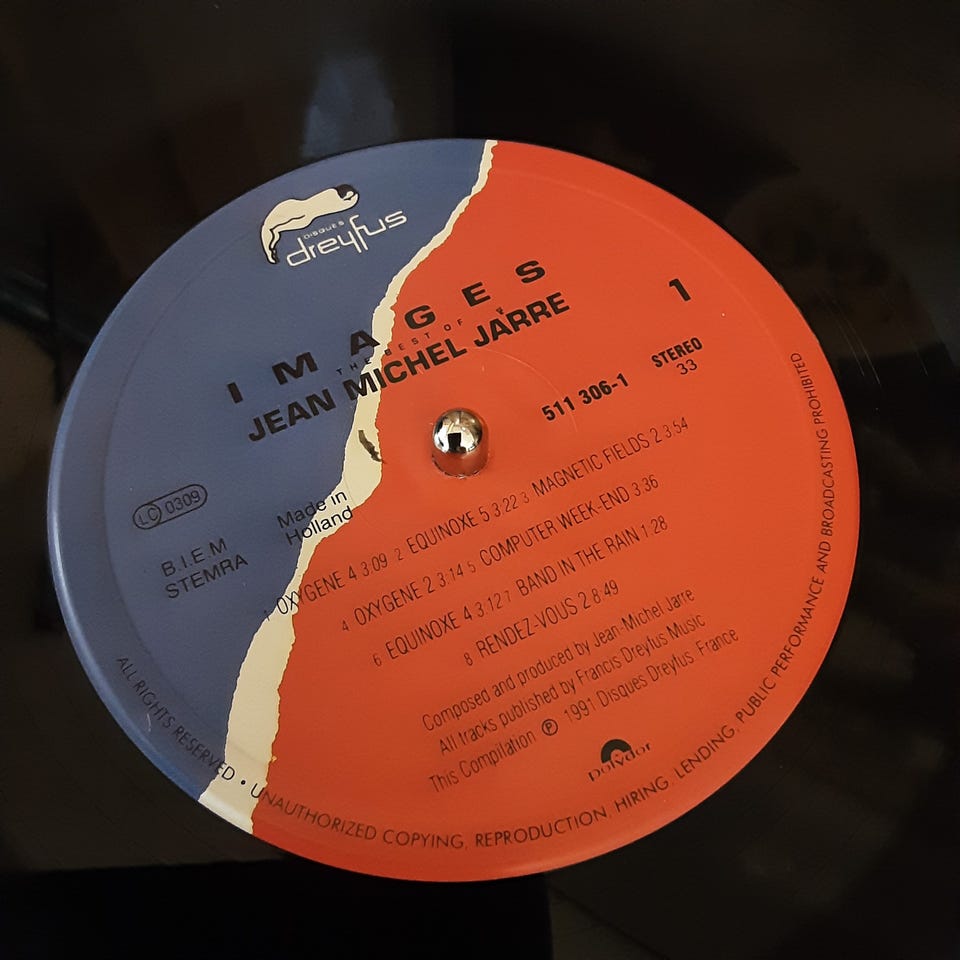 DISQUES
dreyfus
IMAGES
THE BEST OF
JEAN MICHEL JARRE
1
511 306-1
STEREO
33
LC 0309
Made in
Holland
B.I.E.M
STEMRA
1 OXYGENE 4 3:09 2 EQUINOXE 5 3:22 3 MAGNETIC FIELDS 2 3:54
4 OXYGENE 2 3:14 5 COMPUTER WEEK-END 3:36
6 EQUINOXE 4 3:12 7 BAND IN THE RAIN 1:28
8 RENDEZ-VOUS 2 8:49
Composed and produced by Jean-Michel Jarre
All tracks published by Francis Dreyfus Music
This Compilation ℗ 1991 Disques Dreyfus France
polydor
ALL RIGHTS RESERVED • UNAUTHORIZED COPYING, REPRODUCTION, HIRING, LENDING, PUBLIC PERFORMANCE AND BROADCASTING PROHIBITED